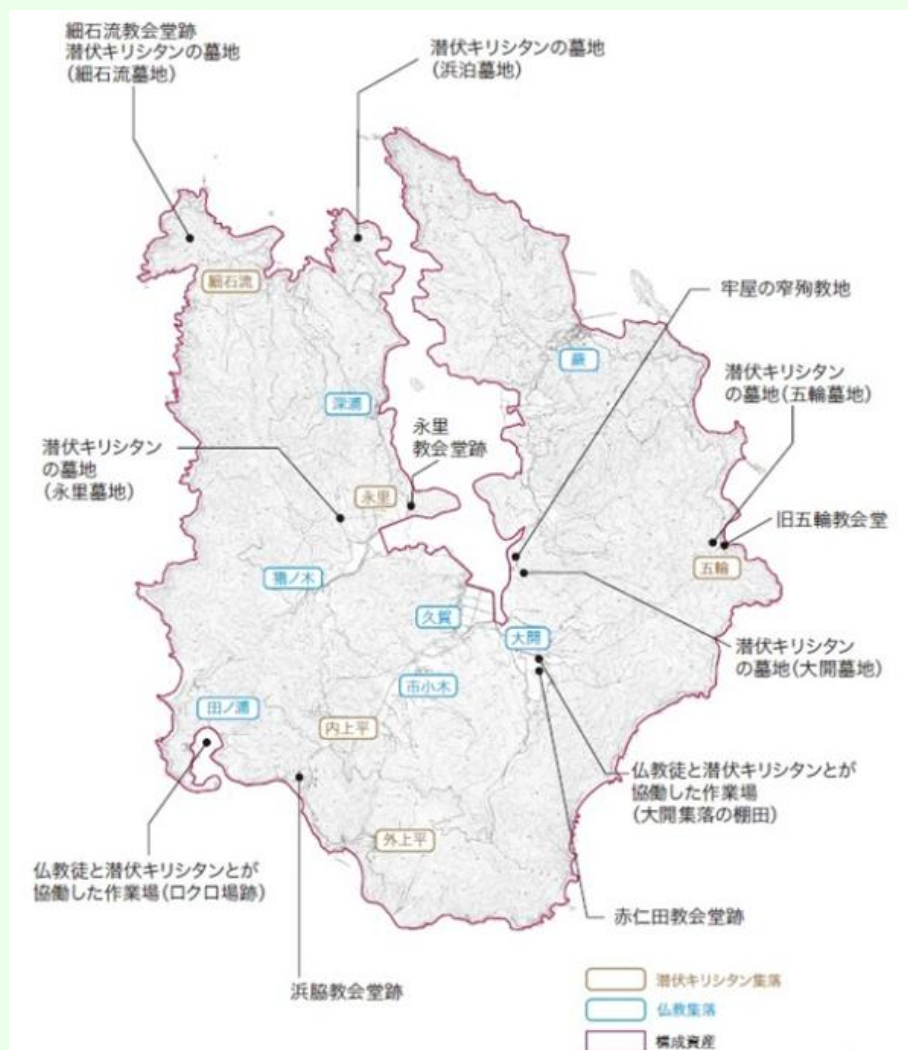 細石流教会堂跡
潜伏キリシタンの墓地
(細石流墓地)
潜伏キリシタンの墓地
(浜泊墓地)
細石流
牢屋の窄殉教地
蕨
潜伏キリシタン
の墓地(五輪墓地)
深浦
永里
教会堂跡
潜伏キリシタン
の墓地
(永里墓地)
永里
旧五輪教会堂
五輪
猪ノ木
久賀
大開
潜伏キリシタン
の墓地(大開墓地)
市小木
田ノ浦
内上平
仏教徒と潜伏キリシタンとが
協働した作業場
(大開集落の棚田)
外上平
仏教徒と潜伏キリシタンとが
協働した作業場(ロクロ場跡)
赤仁田教会堂跡
浜脇教会堂跡
潜伏キリシタン集落
仏教集落
構成資産